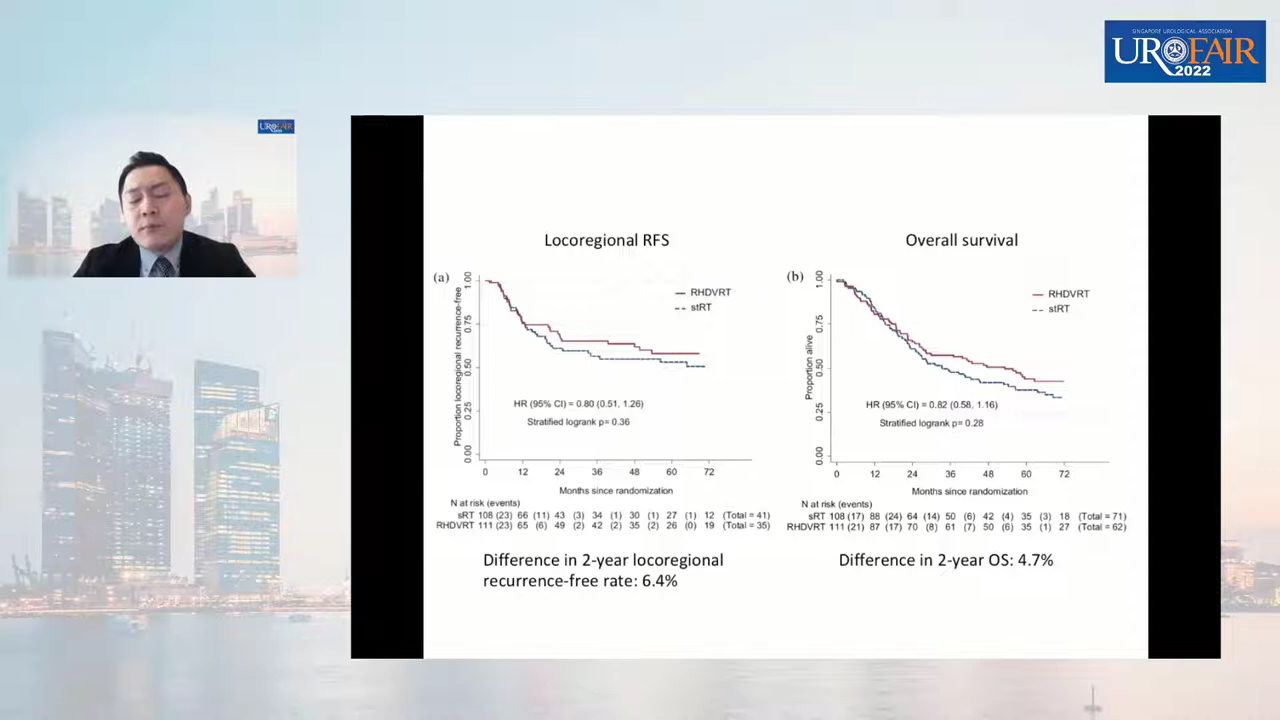 SINGAPORE UROLOGICAL ASSOCIATION
UROFAIR
2022
UROFAIR
Locoregional RFS
(a)
RHDVRT
stRT
Proportion locoregional recurrence-free
1.00
0.75
0.50
0.25
0.00
HR (95% CI) = 0.80 (0.51, 1.26)
Stratified logrank p= 0.36
0 12 24 36 48 60 72
Months since randomization
N at risk (events)
sRT 108 (23) 66 (11) 43 (3) 34 (1) 30 (1) 27 (1) 12 (Total = 41)
RHDVRT 111 (23) 65 (6) 49 (2) 42 (2) 35 (2) 26 (0) 19 (Total = 35)
Difference in 2-year locoregional
recurrence-free rate: 6.4%
Overall survival
(b)
RHDVRT
stRT
Proportion alive
1.00
0.75
0.50
0.25
0.00
HR (95% CI) = 0.82 (0.58, 1.16)
Stratified logrank p= 0.28
0 12 24 36 48 60 72
Months since randomization
N at risk (events)
sRT 108 (17) 88 (24) 64 (14) 50 (6) 42 (4) 35 (3) 18 (Total = 71)
RHDVRT 111 (21) 87 (17) 70 (8) 61 (7) 50 (6) 35 (1) 27 (Total = 62)
Difference in 2-year OS: 4.7%